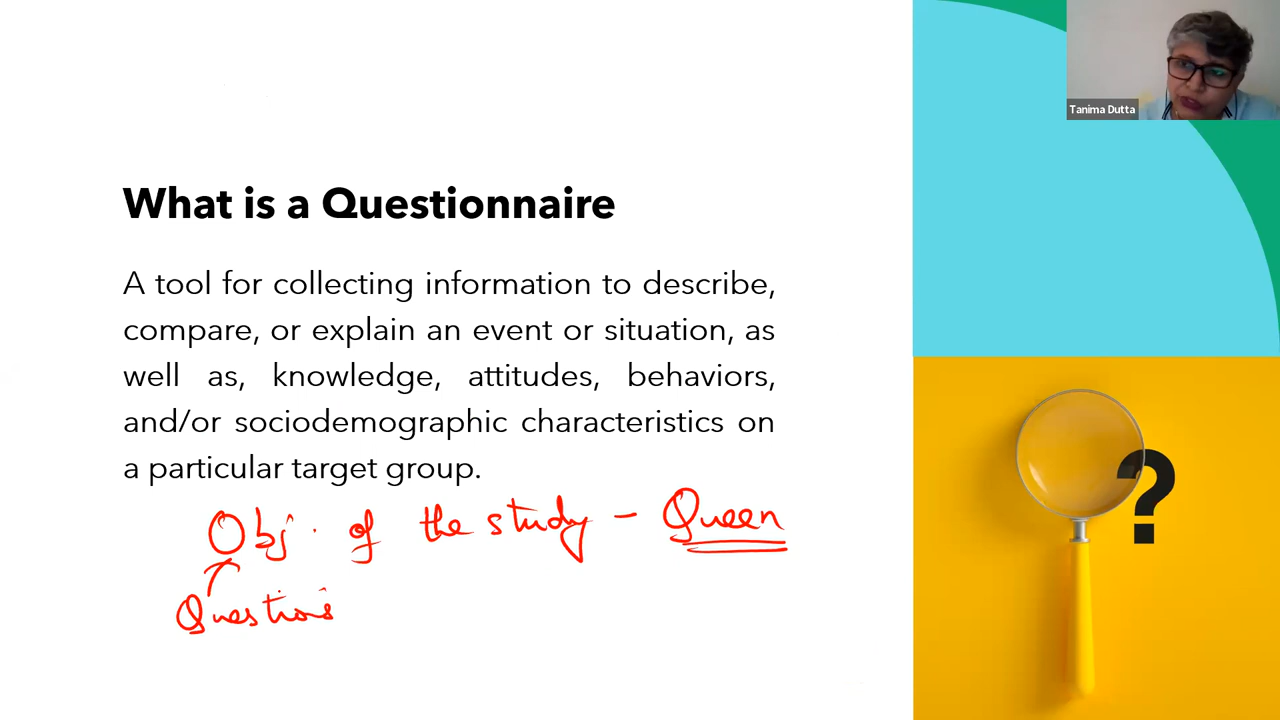 Tanima Dutta
What is a Questionnaire
A tool for collecting information to describe,
compare, or explain an event or situation, as
well as, knowledge, attitudes, behaviors,
and/or sociodemographic characteristics on
a particular target group.
Obj. of the study - Queen
Questions
?